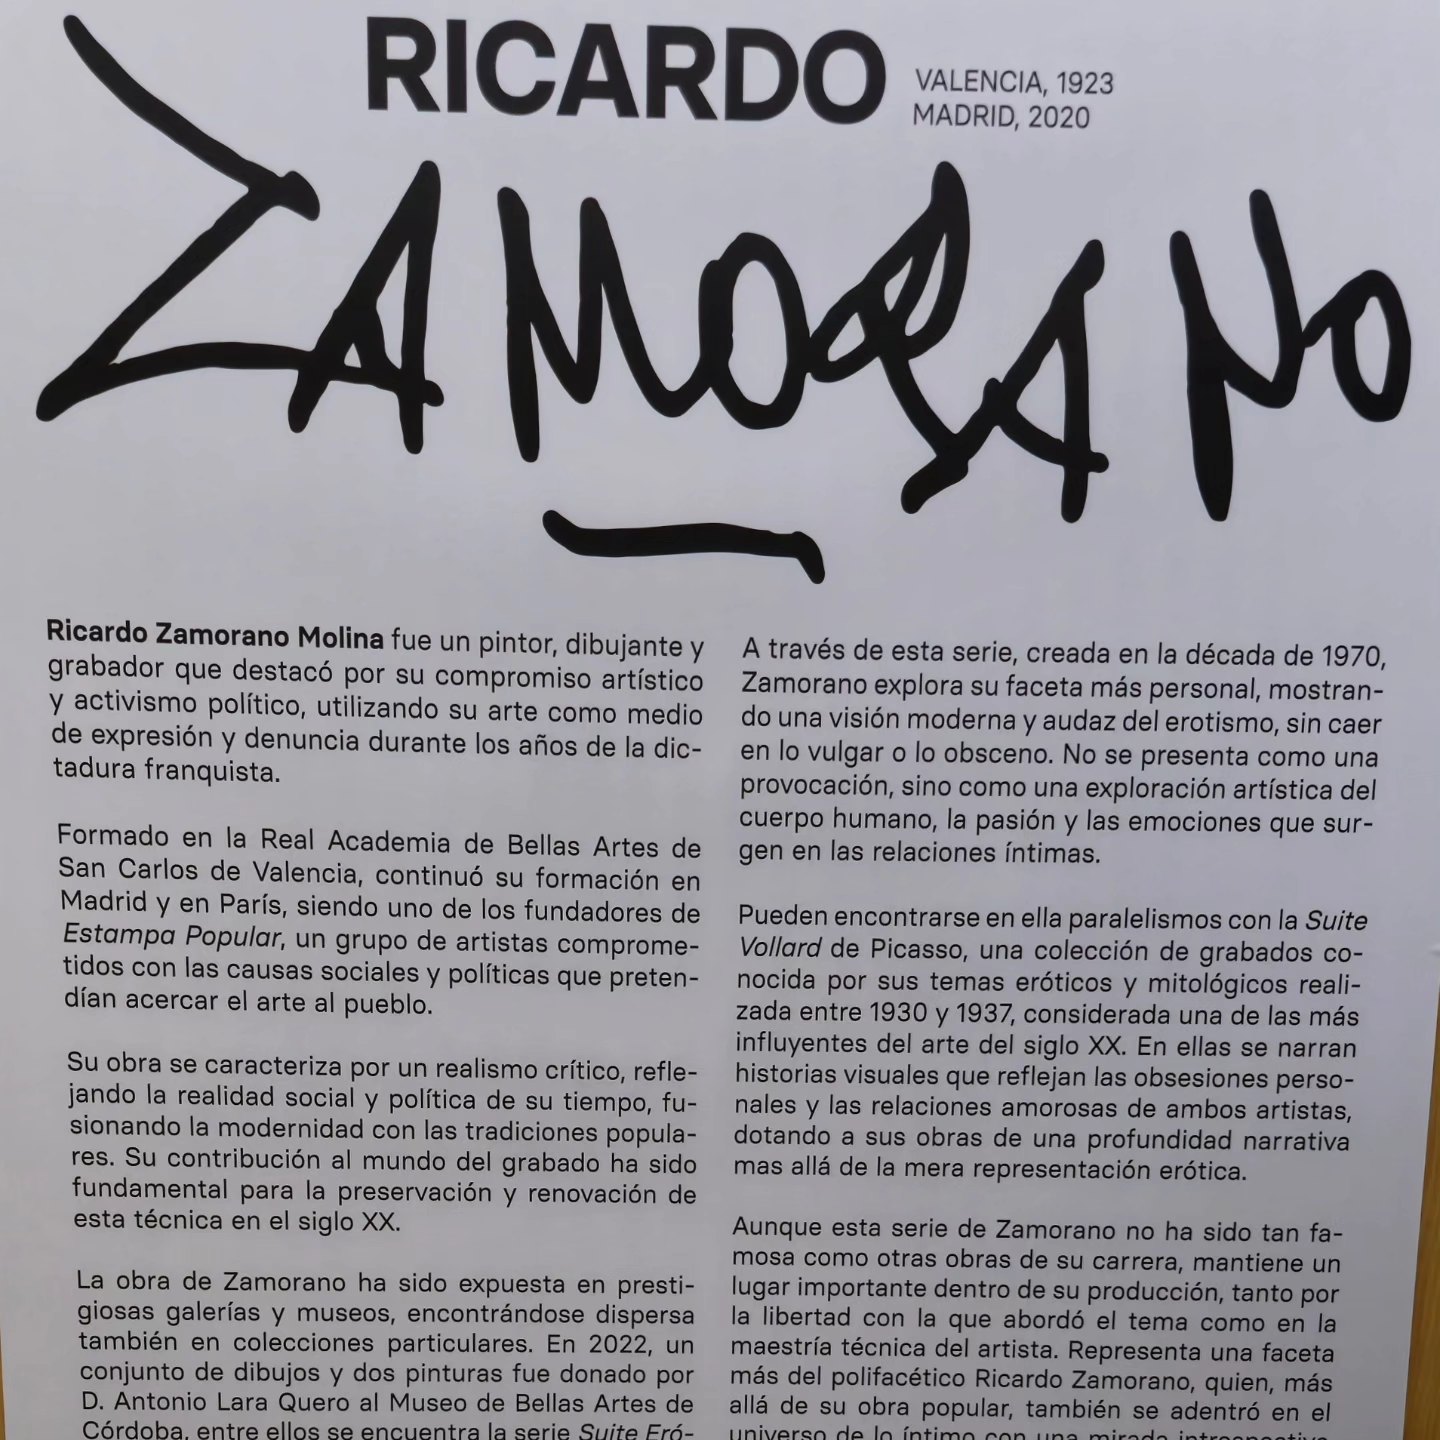 RICARDO
VALENCIA, 1923
MADRID, 2020
ZAMORANO
Ricardo Zamorano Molina fue un pintor, dibujante y
grabador que destacó por su compromiso artístico
y activismo político, utilizando su arte como medio
de expresión y denuncia durante los años de la dic-
tadura franquista.
Formado en la Real Academia de Bellas Artes de
San Carlos de Valencia, continuó su formación en
Madrid y en París, siendo uno de los fundadores de
Estampa Popular, un grupo de artistas comprome-
tidos con las causas sociales y políticas que preten-
dían acercar el arte al pueblo.
Su obra se caracteriza por un realismo crítico, refle-
jando la realidad social y política de su tiempo, fu-
sionando la modernidad con las tradiciones popula-
res. Su contribución al mundo del grabado ha sido
fundamental para la preservación y renovación de
esta técnica en el siglo XX.
La obra de Zamorano ha sido expuesta en presti-
giosas galerías y museos, encontrándose dispersa
también en colecciones particulares. En 2022, un
conjunto de dibujos y dos pinturas fue donado por
D. Antonio Lara Quero al Museo de Bellas Artes de
Córdoba, entre ellos se encuentra la serie Suite Eró-
A través de esta serie, creada en la década de 1970,
Zamorano explora su faceta más personal, mostran-
do una visión moderna y audaz del erotismo, sin caer
en lo vulgar o lo obsceno. No se presenta como una
provocación, sino como una exploración artística del
cuerpo humano, la pasión y las emociones que sur-
gen en las relaciones íntimas.
Pueden encontrarse en ella paralelismos con la Suite
Vollard de Picasso, una colección de grabados co-
nocida por sus temas eróticos y mitológicos reali-
zada entre 1930 y 1937, considerada una de las más
influyentes del arte del siglo XX. En ellas se narran
historias visuales que reflejan las obsesiones perso-
nales y las relaciones amorosas de ambos artistas,
dotando a sus obras de una profundidad narrativa
mas allá de la mera representación erótica.
Aunque esta serie de Zamorano no ha sido tan fa-
mosa como otras obras de su carrera, mantiene un
lugar importante dentro de su producción, tanto por
la libertad con la que abordó el tema como en la
maestría técnica del artista. Representa una faceta
más del polifacético Ricardo Zamorano, quien, más
allá de su obra popular, también se adentró en el
universo de lo íntimo con una mirada introspectiva